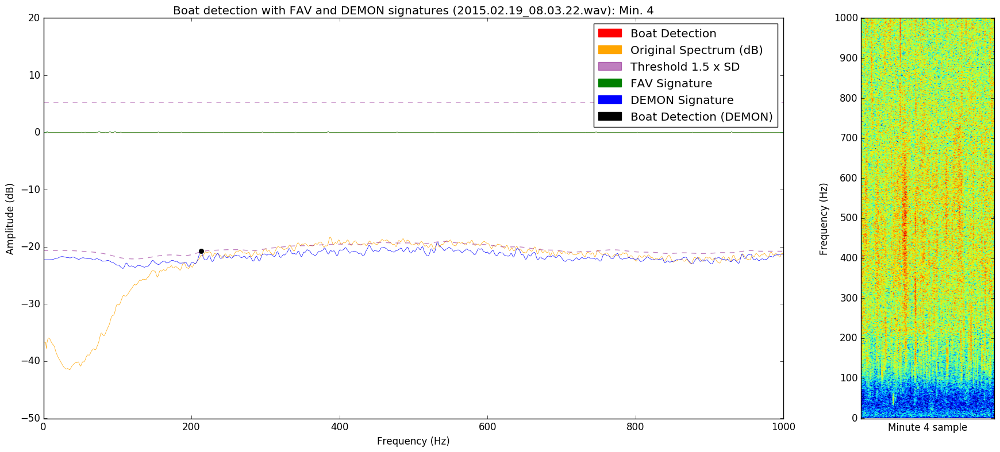 Boat detection with FAV and DEMON signatures (2015.02.19_08.03.22.wav): Min. 4
20
10
0
−10
−20
−30
−40
−50
Amplitude (dB)
0
200
400
600
800
1000
Frequency (Hz)
Boat Detection
Original Spectrum (dB)
Threshold 1.5 x SD
FAV Signature
DEMON Signature
Boat Detection (DEMON)
1000
900
800
700
600
500
400
300
200
100
0
Frequency (Hz)
Minute 4 sample